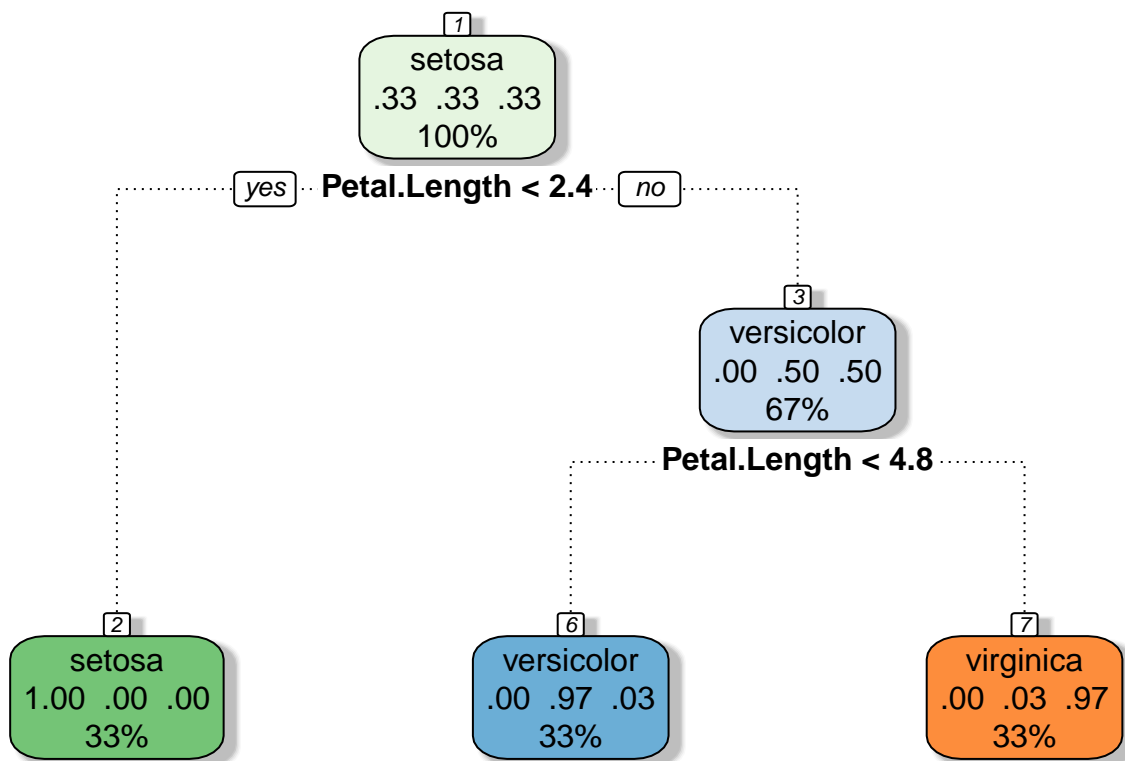 1
setosa
.33 .33 .33
100%
yes Petal.Length < 2.4 no
3
versicolor
.00 .50 .50
67%
Petal.Length < 4.8
2
setosa
1.00 .00 .00
33%
6
versicolor
.00 .97 .03
33%
7
virginica
.00 .03 .97
33%